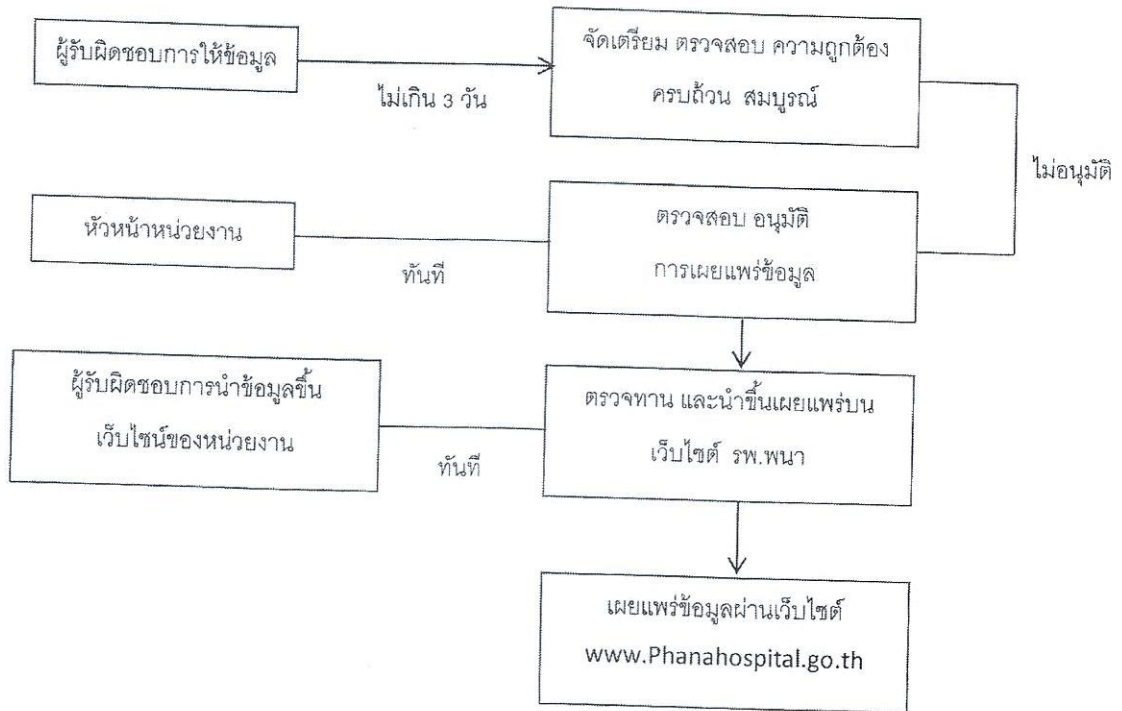 ผู้รับผิดชอบการให้ข้อมูล
ไม่เกิน 3 วัน
จัดเตรียม ตรวจสอบ ความถูกต้อง
ครบถ้วน สมบูรณ์
ไม่อนุมัติ
หัวหน้าหน่วยงาน
ทันที
ตรวจสอบ อนุมัติ
การเผยแพร่ข้อมูล
ผู้รับผิดชอบการนำข้อมูลขึ้น
เว็บไซน์ของหน่วยงาน
ทันที
ตรวจทาน และนำขึ้นเผยแพร่บน
เว็บไซต์ รพ.พนา
เผยแพร่ข้อมูลผ่านเว็บไซต์
www.Phanahospital.go.th